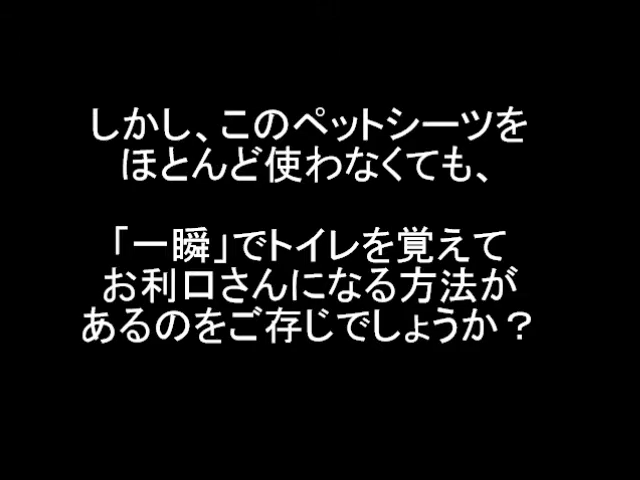 しかし、このペットシーツを
ほとんど使わなくても、
「一瞬」でトイレを覚えて
お利口さんになる方法が
あるのをご存じでしょうか？